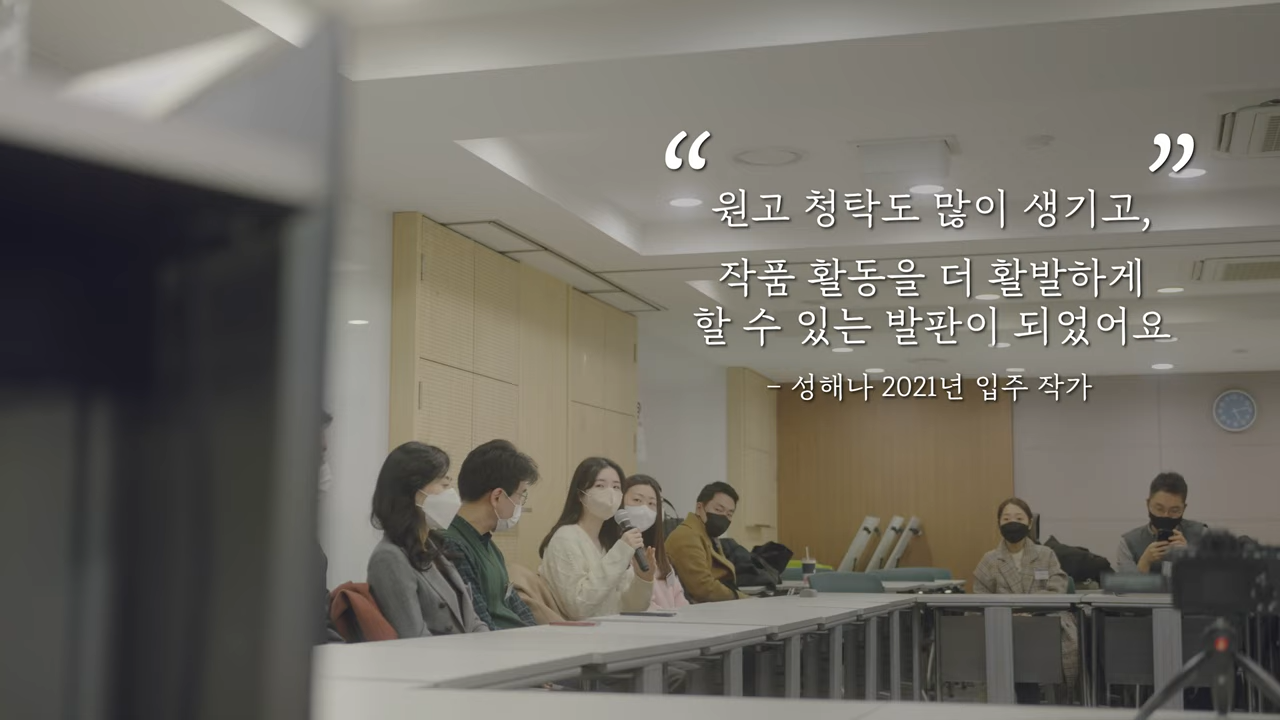 “ ”
원고 청탁도 많이 생기고,
작품 활동을 더 활발하게
할 수 있는 발판이 되었어요
- 성해나 2021년 입주 작가